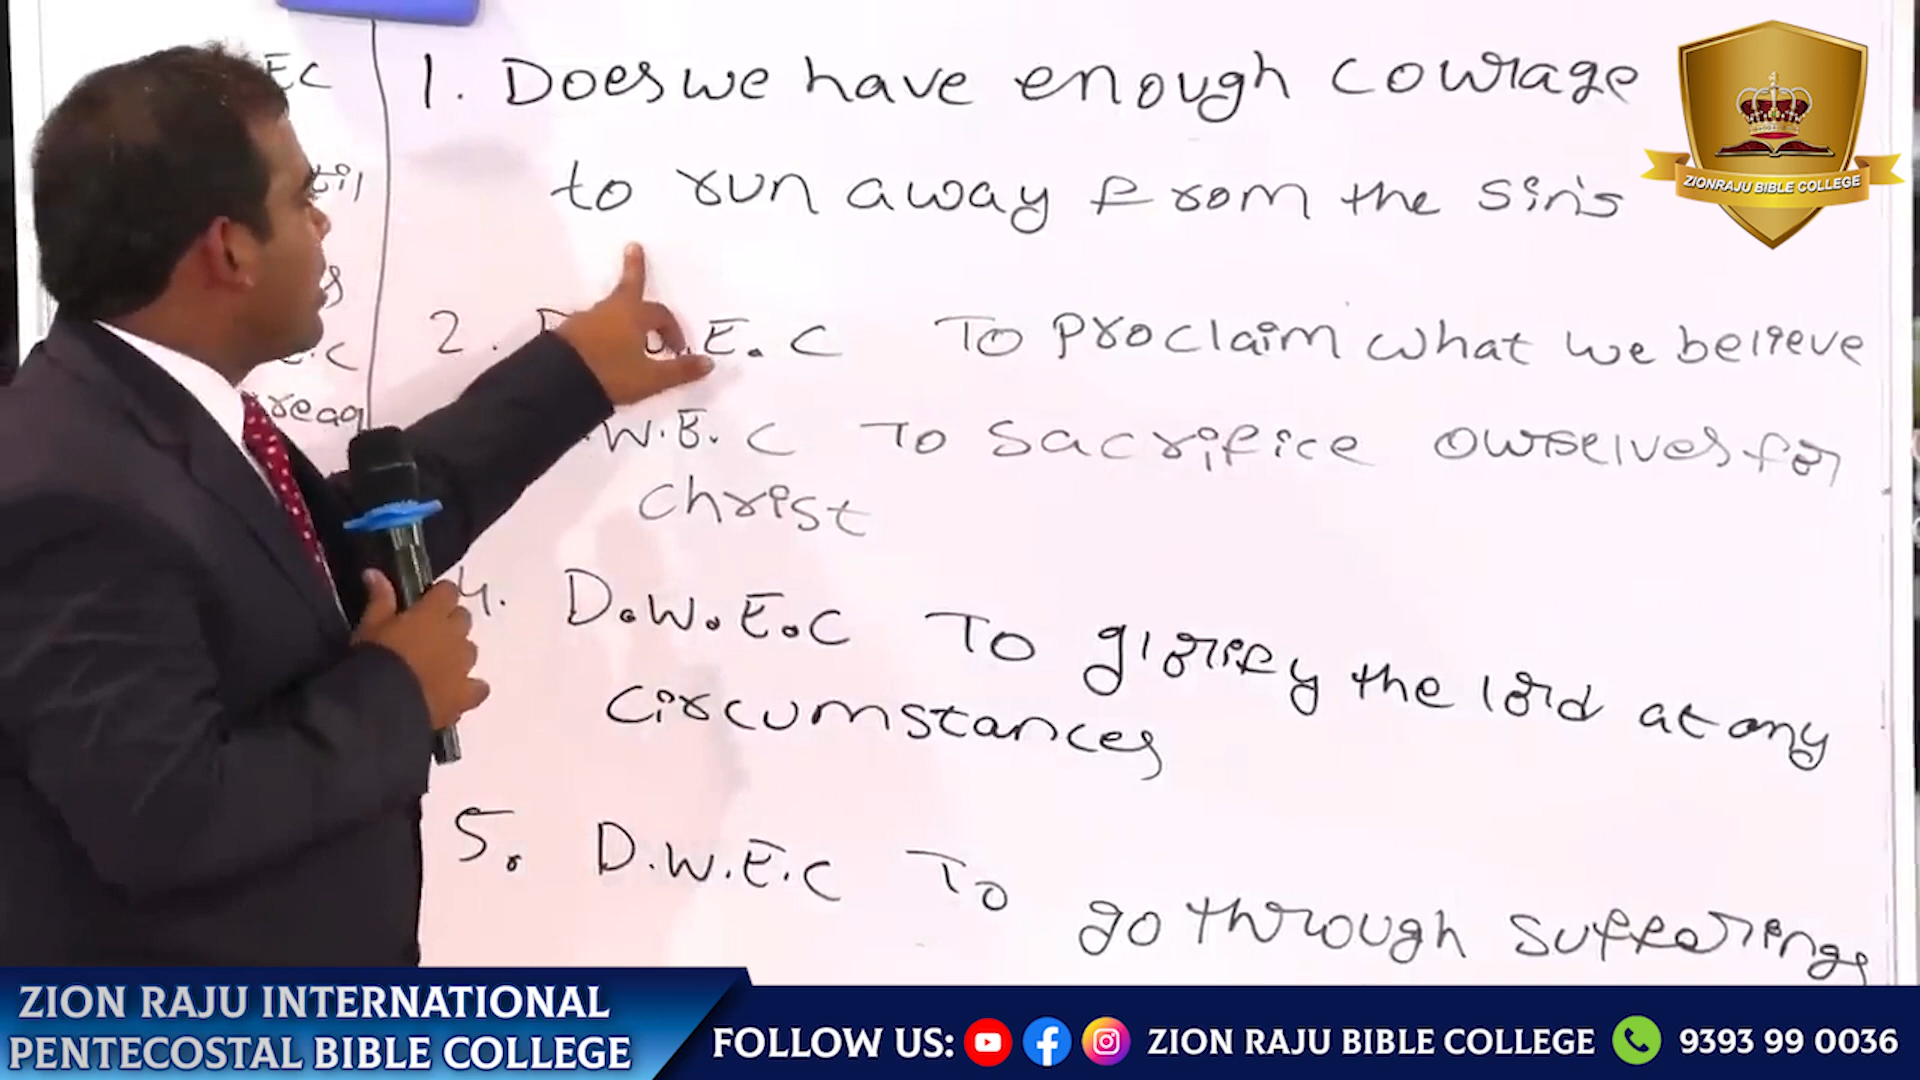 EC
1. Does we have enough courage
to run away from the sin's
2. E. C To proclaim what we believe
W.E. C To sacrifice ourselves for
christ
4. D.W.E.C To glorify the lord at any
circumstances
5. D.W.E.C To go through sufferings
ZIONRAJU BIBLE COLLEGE
ZION RAJU INTERNATIONAL
PENTECOSTAL BIBLE COLLEGE
FOLLOW US: ZION RAJU BIBLE COLLEGE 9393 99 0036